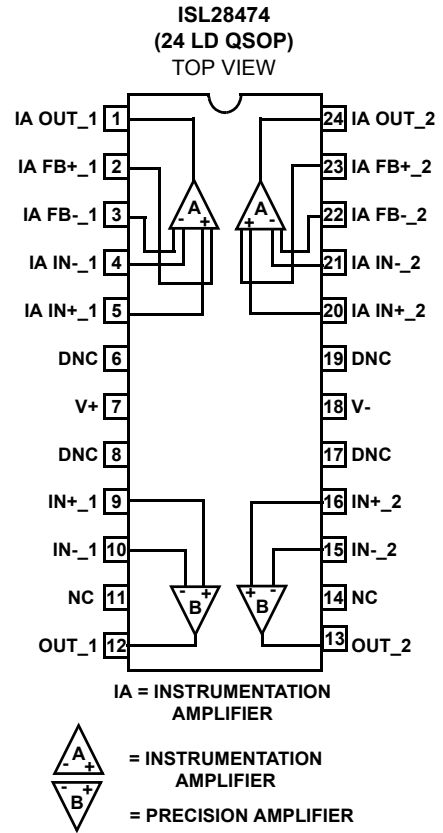 ISL28474
(24 LD QSOP)
TOP VIEW
IA OUT_1 1 24 IA OUT_2
IA FB+_1 2 23 IA FB+_2
A A
IA FB-_1 3 - + + - 22 IA FB-_2
IA IN-_1 4 21 IA IN-_2
IA IN+_1 5 20 IA IN+_2
DNC 6 19 DNC
V+ 7 18 V-
DNC 8 17 DNC
IN+_1 9 16 IN+_2
IN-_1 10 15 IN-_2
- + + -
NC 11 B B 14 NC
OUT_1 12 13 OUT_2
IA = INSTRUMENTATION
AMPLIFIER
A - + = INSTRUMENTATION
AMPLIFIER
- + B = PRECISION AMPLIFIER